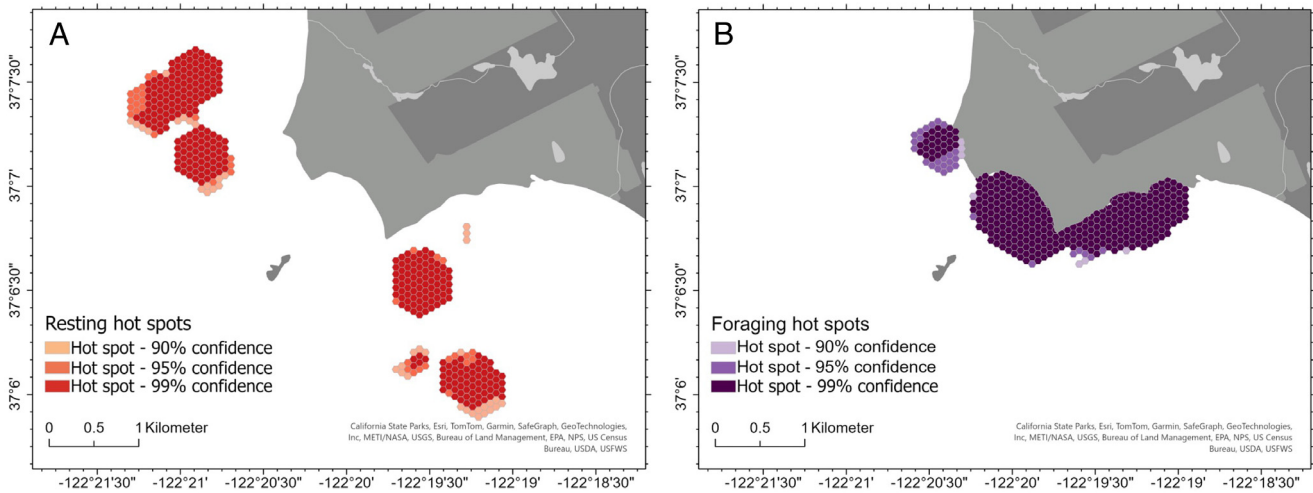 A
37°7'30"
37°7'
37°6'30"
37°6'
Resting hot spots
Hot spot - 90% confidence
Hot spot - 95% confidence
Hot spot - 99% confidence
0 0.5 1 Kilometer
California State Parks, Esri, TomTom, Garmin, SafeGraph, GeoTechnologies,
Inc, METI/NASA, USGS, Bureau of Land Management, EPA, NPS, US Census
Bureau, USDA, USFWS
-122°21'30" -122°21' -122°20'30" -122°20' -122°19'30" -122°19' -122°18'30"
B
37°7'30"
37°7'
37°6'30"
37°6'
Foraging hot spots
Hot spot - 90% confidence
Hot spot - 95% confidence
Hot spot - 99% confidence
0 0.5 1 Kilometer
California State Parks, Esri, TomTom, Garmin, SafeGraph, GeoTechnologies,
Inc, METI/NASA, USGS, Bureau of Land Management, EPA, NPS, US Census
Bureau, USDA, USFWS
-122°21'30" -122°21' -122°20'30" -122°20' -122°19'30" -122°19' -122°18'30"